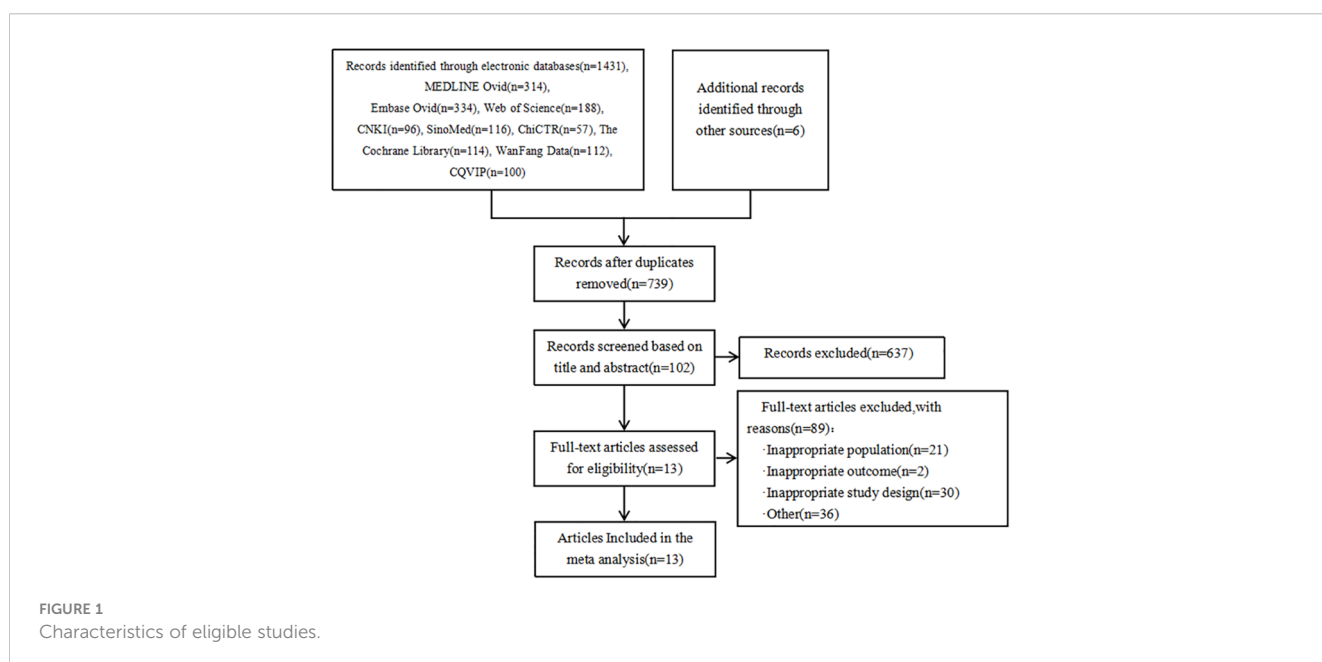 Records identified through electronic databases(n=1431),
MEDLINE Ovid(n=314),
Embase Ovid(n=334), Web of Science(n=188),
CNKI(n=96), SinoMed(n=116), ChiCTR(n=57), The
Cochrane Library(n=114), WanFang Data(n=112),
CQVIP(n=100)
Additional records
identified through
other sources(n=6)
Records after duplicates
removed(n=739)
Records screened based on
title and abstract(n=102)
Records excluded(n=637)
Full-text articles assessed
for eligibility(n=13)
Full-text articles excluded,with
reasons(n=89):
·Inappropriate population(n=21)
·Inappropriate outcome(n=2)
·Inappropriate study design(n=30)
·Other(n=36)
Articles Included in the
meta analysis(n=13)
FIGURE 1
Characteristics of eligible studies.